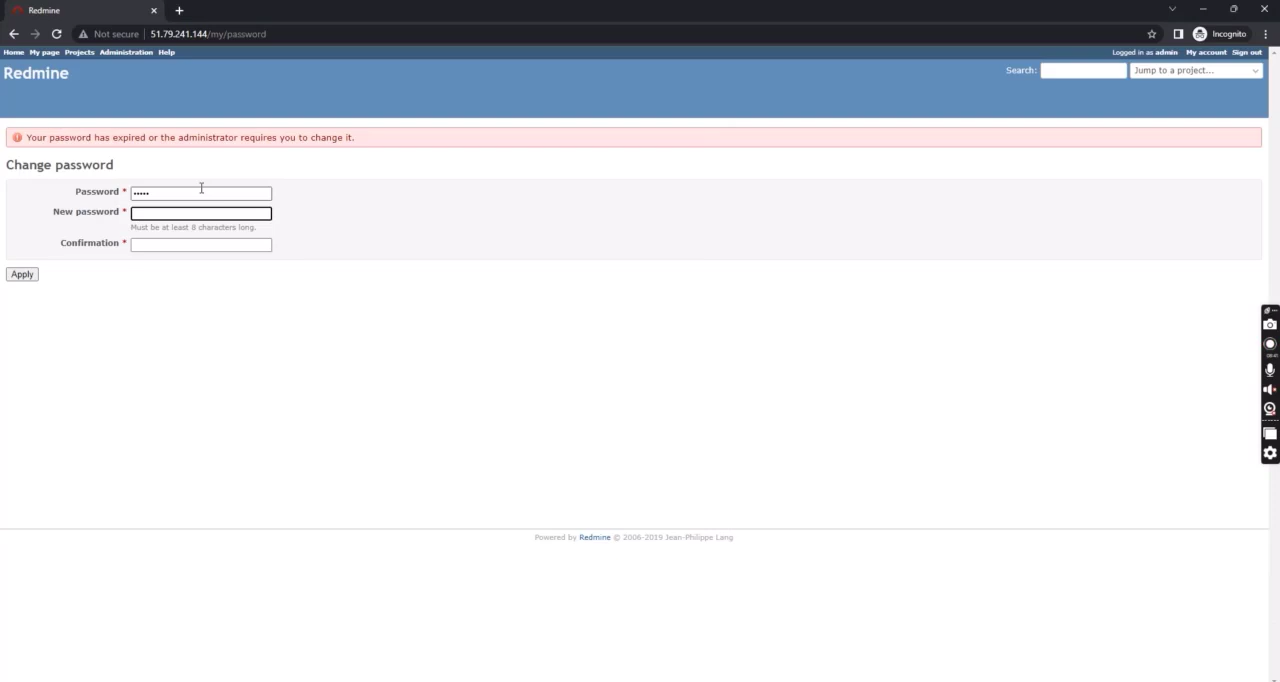 Redmine
Not secure 51.79.241.144/my/password Incognito
Home My page Projects Administration Help Logged in as admin My account Sign out
Redmine Search: Jump to a project...
Your password has expired or the administrator requires you to change it.
Change password
Password * •••••
New password *
Must be at least 8 characters long.
Confirmation *
Apply
Powered by Redmine © 2006-2019 Jean-Philippe Lang